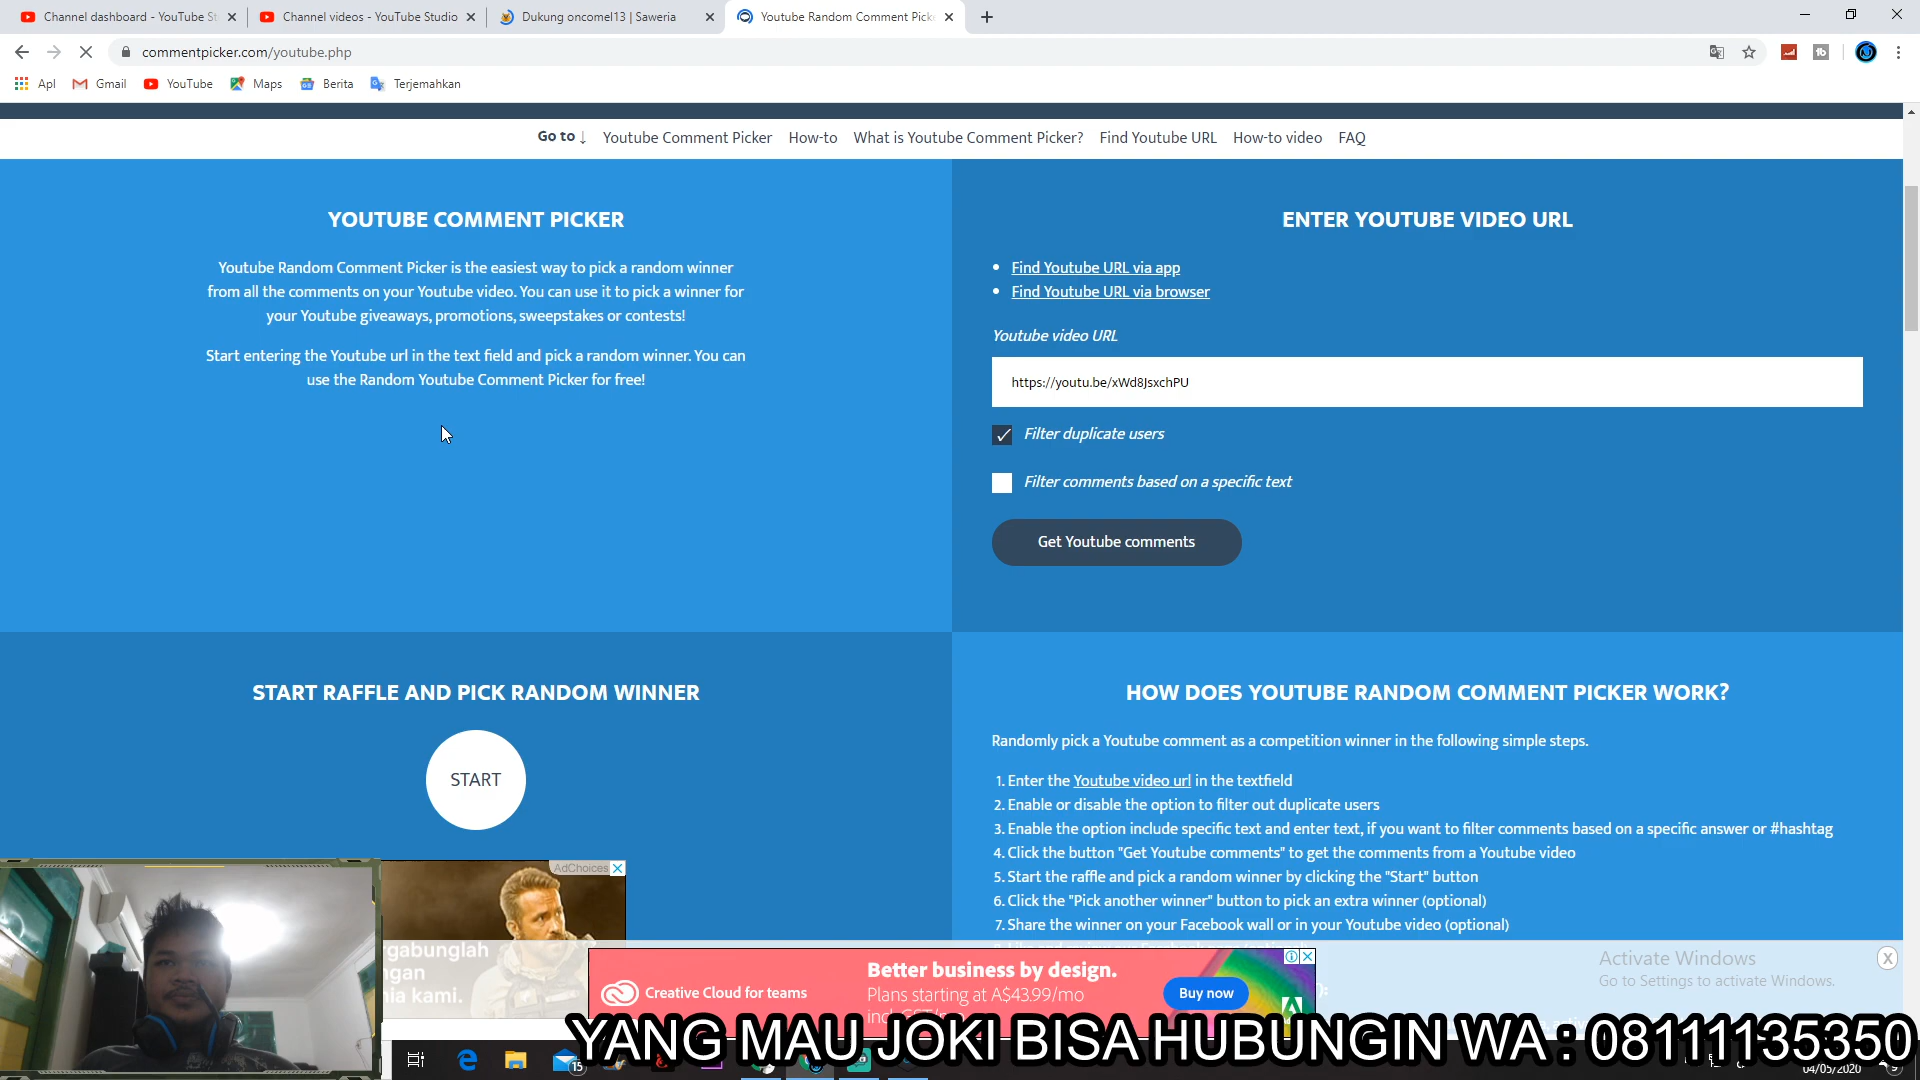 Channel dashboard - YouTube St
Channel videos - YouTube Studio
Dukung oncomel13 | Saweria
Youtube Random Comment Picke
commentpicker.com/youtube.php
Apl
Gmail
YouTube
Maps
Berita
Terjemahkan
Go to ↓
Youtube Comment Picker
How-to
What is Youtube Comment Picker?
Find Youtube URL
How-to video
FAQ
YOUTUBE COMMENT PICKER
Youtube Random Comment Picker is the easiest way to pick a random winner
from all the comments on your Youtube video. You can use it to pick a winner for
your Youtube giveaways, promotions, sweepstakes or contests!
Start entering the Youtube url in the text field and pick a random winner. You can
use the Random Youtube Comment Picker for free!
ENTER YOUTUBE VIDEO URL
• Find Youtube URL via app
• Find Youtube URL via browser
Youtube video URL
https://youtu.be/xWd8JsxchPU
Filter duplicate users
Filter comments based on a specific text
Get Youtube comments
START RAFFLE AND PICK RANDOM WINNER
START
HOW DOES YOUTUBE RANDOM COMMENT PICKER WORK?
Randomly pick a Youtube comment as a competition winner in the following simple steps.
1. Enter the Youtube video url in the textfield
2. Enable or disable the option to filter out duplicate users
3. Enable the option include specific text and enter text, if you want to filter comments based on a specific answer or #hashtag
4. Click the button "Get Youtube comments" to get the comments from a Youtube video
5. Start the raffle and pick a random winner by clicking the "Start" button
6. Click the "Pick another winner" button to pick an extra winner (optional)
7. Share the winner on your Facebook wall or in your Youtube video (optional)
AdChoices
rgabunglah
ngan
nia kami.
Creative Cloud for teams
Better business by design.
Plans starting at A$43.99/mo
Buy now
Activate Windows
Go to Settings to activate Windows.
YANG MAU JOKI BISA HUBUNGIN WA : 08111135350
15
04/05/2020
9